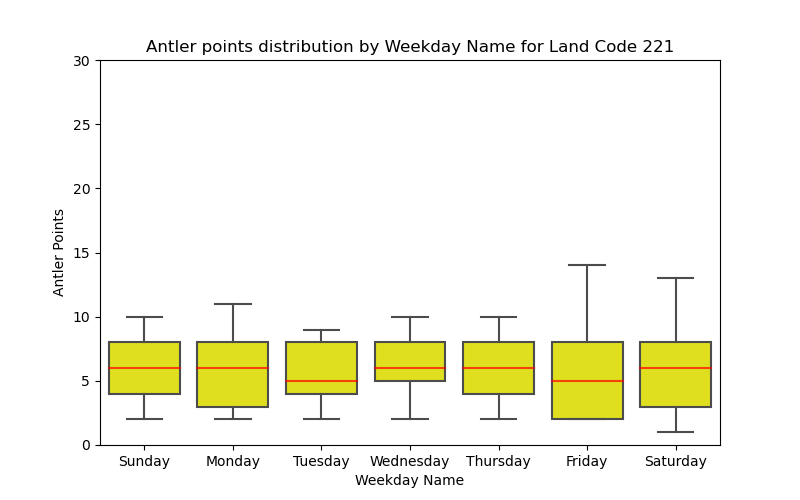 Antler points distribution by Weekday Name for Land Code 221
30
25
20
15
10
5
0
Antler Points
Sunday Monday Tuesday Wednesday Thursday Friday Saturday
Weekday Name